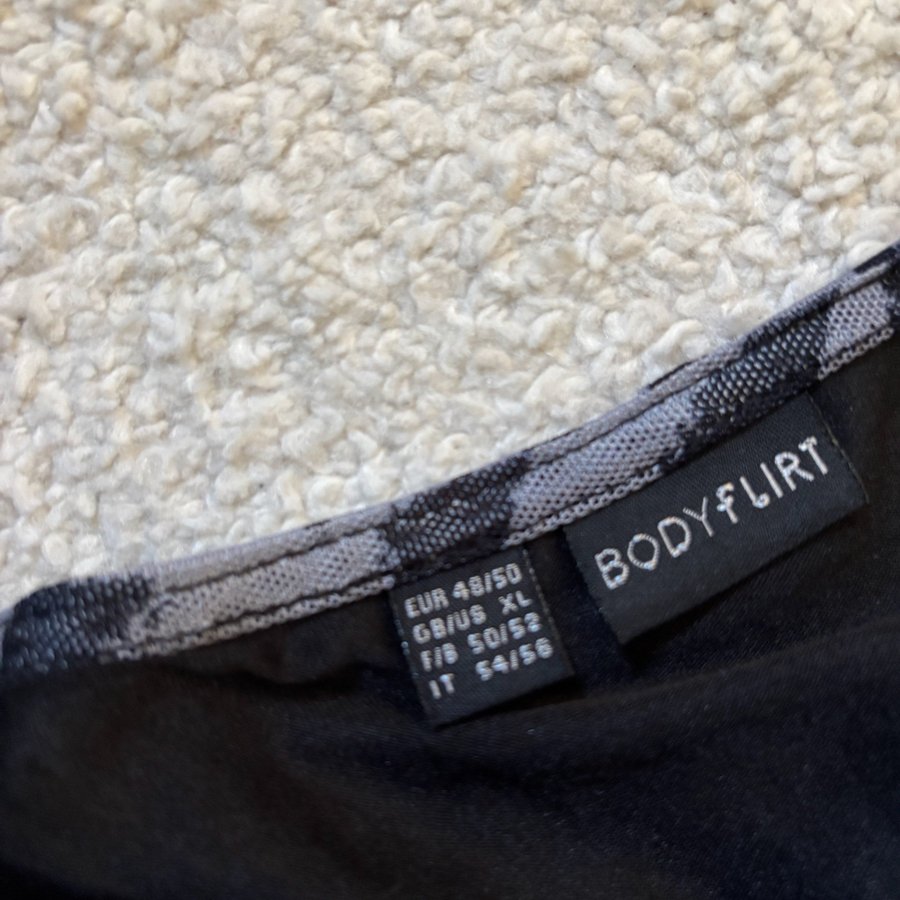 BODYFLIRT
EUR 48/50
GB/US XL
F/B 50/52
IT 54/56